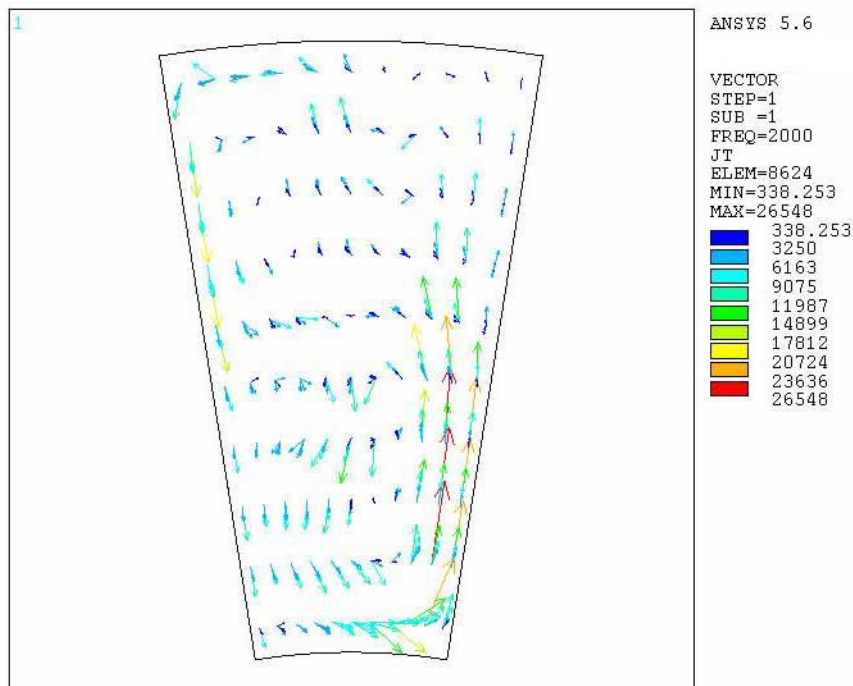 1
ANSYS 5.6
VECTOR
STEP=1
SUB =1
FREQ=2000
JT
ELEM=8624
MIN=338.253
MAX=26548
338.253
3250
6163
9075
11987
14899
17812
20724
23636
26548